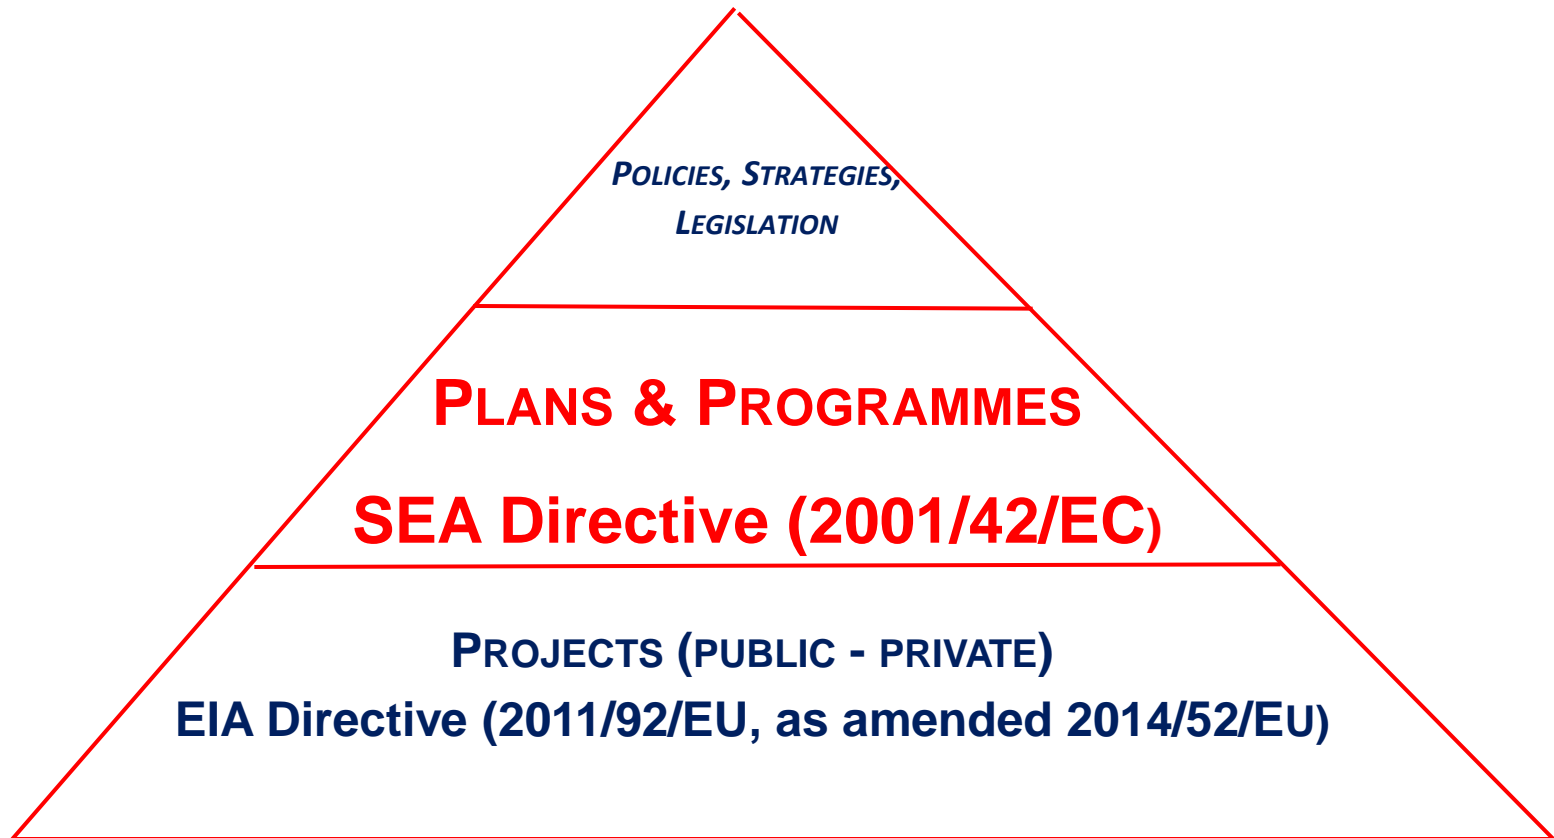 POLICIES, STRATEGIES,
LEGISLATION
PLANS & PROGRAMMES
SEA Directive (2001/42/EC)
PROJECTS (PUBLIC - PRIVATE)
EIA Directive (2011/92/EU, as amended 2014/52/EU)